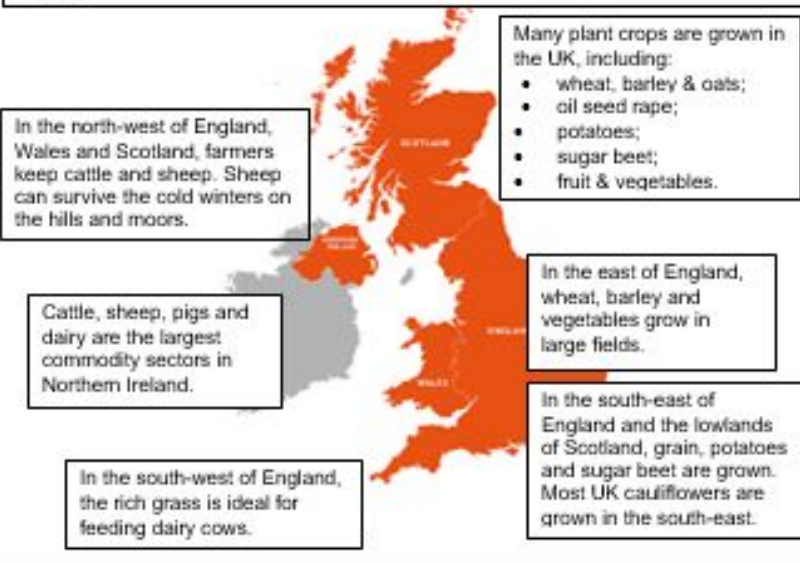 Many plant crops are grown in
the UK, including:
• wheat, barley & oats;
• oil seed rape;
• potatoes;
• sugar beet;
• fruit & vegetables.
In the north-west of England,
Wales and Scotland, farmers
keep cattle and sheep. Sheep
can survive the cold winters on
the hills and moors.
SCOTLAND
NORTHERN
IRELAND
In the east of England,
wheat, barley and
vegetables grow in
large fields.
Cattle, sheep, pigs and
dairy are the largest
commodity sectors in
Northern Ireland.
ENGLAN
WALES
In the south-east of
England and the lowlands
of Scotland, grain, potatoes
and sugar beet are grown.
Most UK cauliflowers are
grown in the south-east.
In the south-west of England,
the rich grass is ideal for
feeding dairy cows.